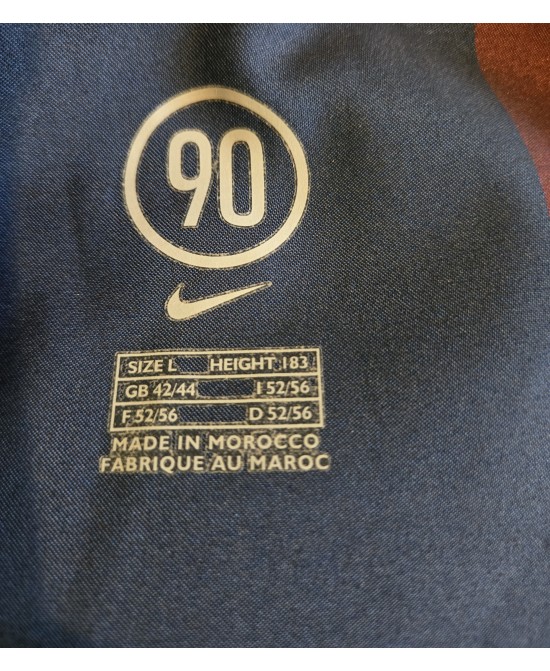 90
SIZE L HEIGHT 183
GB 42/44 I 52/56
F 52/56 D 52/56
MADE IN MOROCCO
FABRIQUE AU MAROC